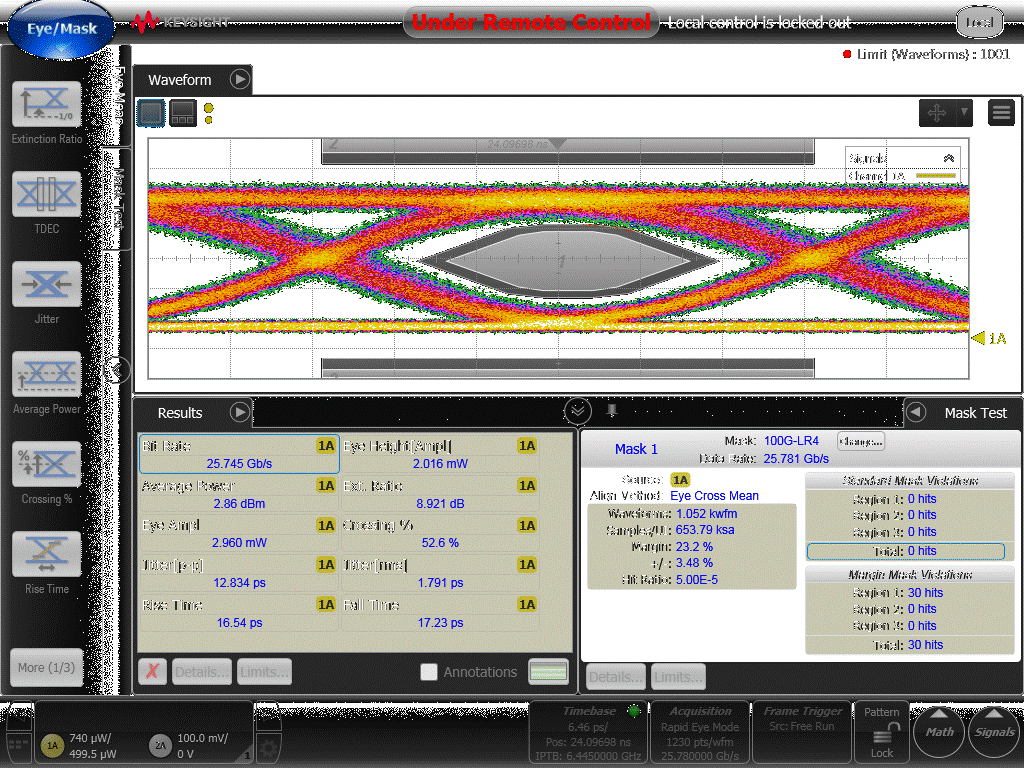 Eye/Mask
KEYSIGHT
Under Remote Control
Local control is locked out
Local
Limit (Waveforms) : 1001
Waveform
Extinction Ratio
TDEC
Jitter
Average Power
Crossing %
Rise Time
More (1/3)
Eye Meas
Mask Test
2
24.09698 ns
Signals
Channel 1A
1
1A
Results
Bit Rate 1A
25.745 Gb/s
Eye Height[Ampl] 1A
2.016 mW
Average Power 1A
2.86 dBm
Ext. Ratio 1A
8.921 dB
Eye Ampl 1A
2.960 mW
Crossing % 1A
52.6 %
Jitter[p-p] 1A
12.834 ps
Jitter[rms] 1A
1.791 ps
Rise Time 1A
16.54 ps
Fall Time 1A
17.23 ps
Details...
Limits...
Annotations
Mask Test
Mask 1
Mask: 100G-LR4
Change...
Data Rate: 25.781 Gb/s
Source: 1A
Align Method: Eye Cross Mean
Waveforms: 1.052 kwfm
Samples/UI: 653.79 ksa
Margin: 23.2 %
+/-: 3.48 %
Hit Ratio: 5.00E-5
Standard Mask Violations
Region 1: 0 hits
Region 2: 0 hits
Region 3: 0 hits
Total: 0 hits
Margin Mask Violations
Region 1: 30 hits
Region 2: 0 hits
Region 3: 0 hits
Total: 30 hits
Details...
Limits...
1A
740 µW/
499.5 µW
2A
100.0 mV/
0 V
1
Timebase
6.46 ps/
Pos: 24.09698 ns
IPTB: 6.4450000 GHz
Acquisition
Rapid Eye Mode
1230 pts/wfm
25.780000 Gb/s
Frame Trigger
Src: Free Run
Pattern
Lock
Math
Signals